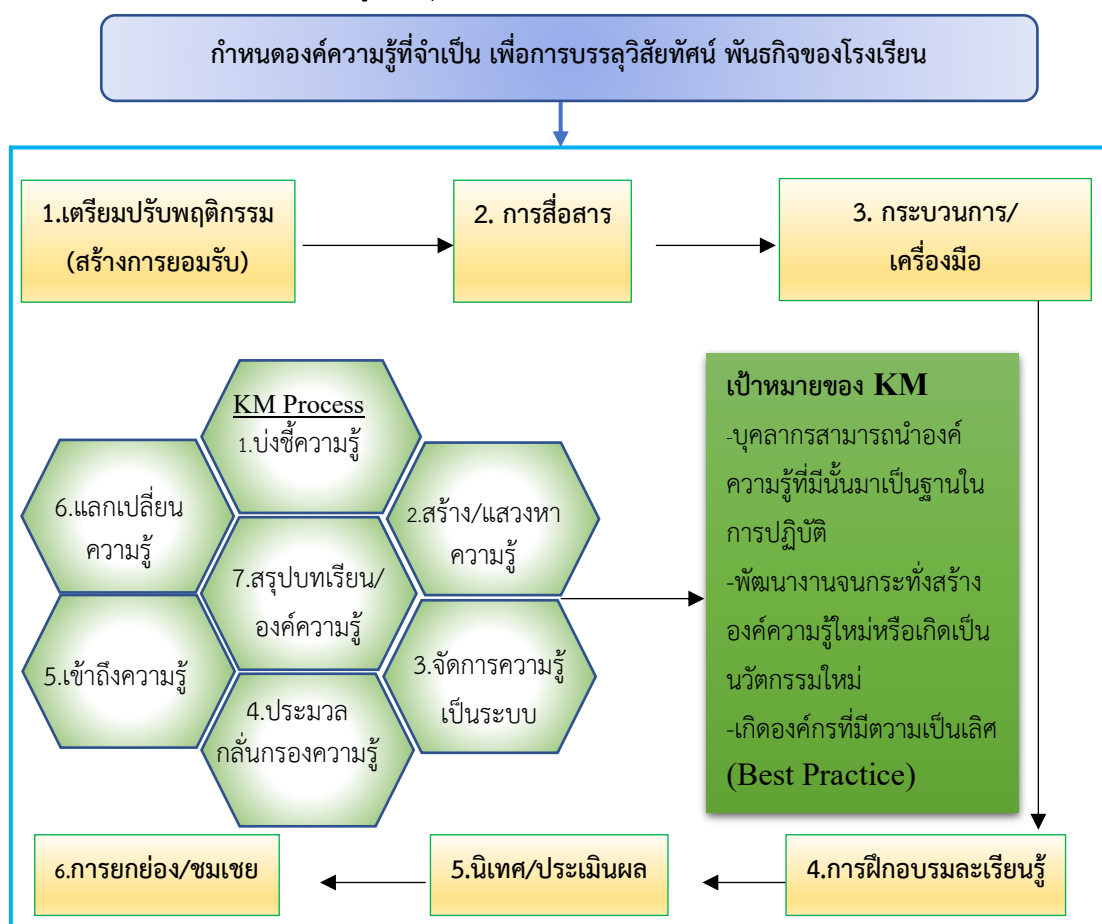 กำหนดองค์ความรู้ที่จำเป็น เพื่อการบรรลุวิสัยทัศน์ พันธกิจของโรงเรียน
1.เตรียมปรับพฤติกรรม
(สร้างการยอมรับ)
2. การสื่อสาร
3. กระบวนการ/
เครื่องมือ
KM Process
1.บ่งชี้ความรู้
2.สร้าง/แสวงหา
ความรู้
3.จัดการความรู้
เป็นระบบ
4.ประมวล
กลั่นกรองความรู้
5.เข้าถึงความรู้
6.แลกเปลี่ยน
ความรู้
7.สรุปบทเรียน/
องค์ความรู้
เป้าหมายของ KM
-บุคลากรสามารถนำองค์
ความรู้ที่มีนั้นมาเป็นฐานใน
การปฏิบัติ
-พัฒนางานจนกระทั่งสร้าง
องค์ความรู้ใหม่หรือเกิดเป็น
นวัตกรรมใหม่
-เกิดองค์กรที่มีตวามเป็นเลิศ
(Best Practice)
4.การฝึกอบรมละเรียนรู้
5.นิเทศ/ประเมินผล
6.การยกย่อง/ชมเชย